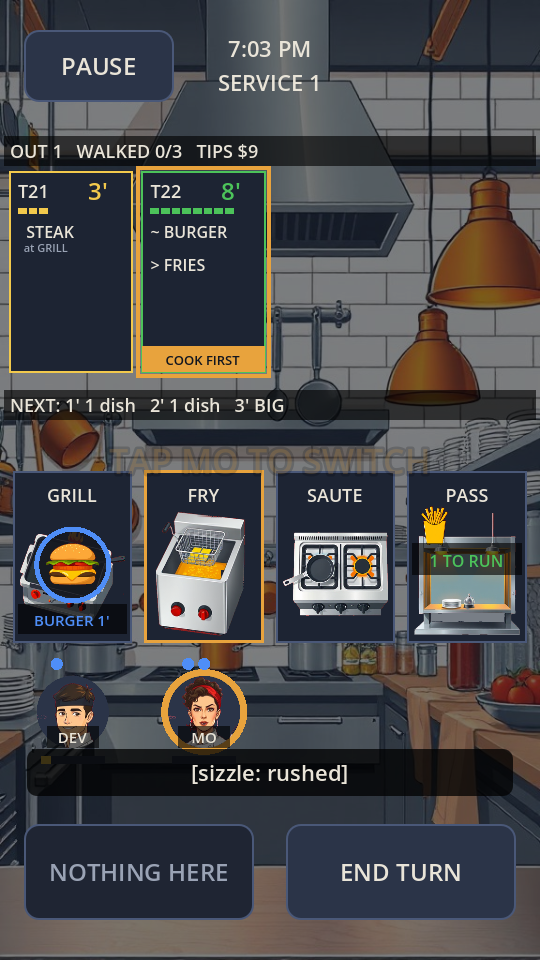 PAUSE
7:03 PM
SERVICE 1
OUT 1 WALKED 0/3 TIPS $9
T21 3'
STEAK
at GRILL
T22 8'
~ BURGER
> FRIES
COOK FIRST
NEXT: 1' 1 dish 2' 1 dish 3' BIG
TAP MO TO SWITCH
GRILL
BURGER 1'
FRY
SAUTE
PASS
1 TO RUN
DEV
MO
[sizzle: rushed]
NOTHING HERE
END TURN